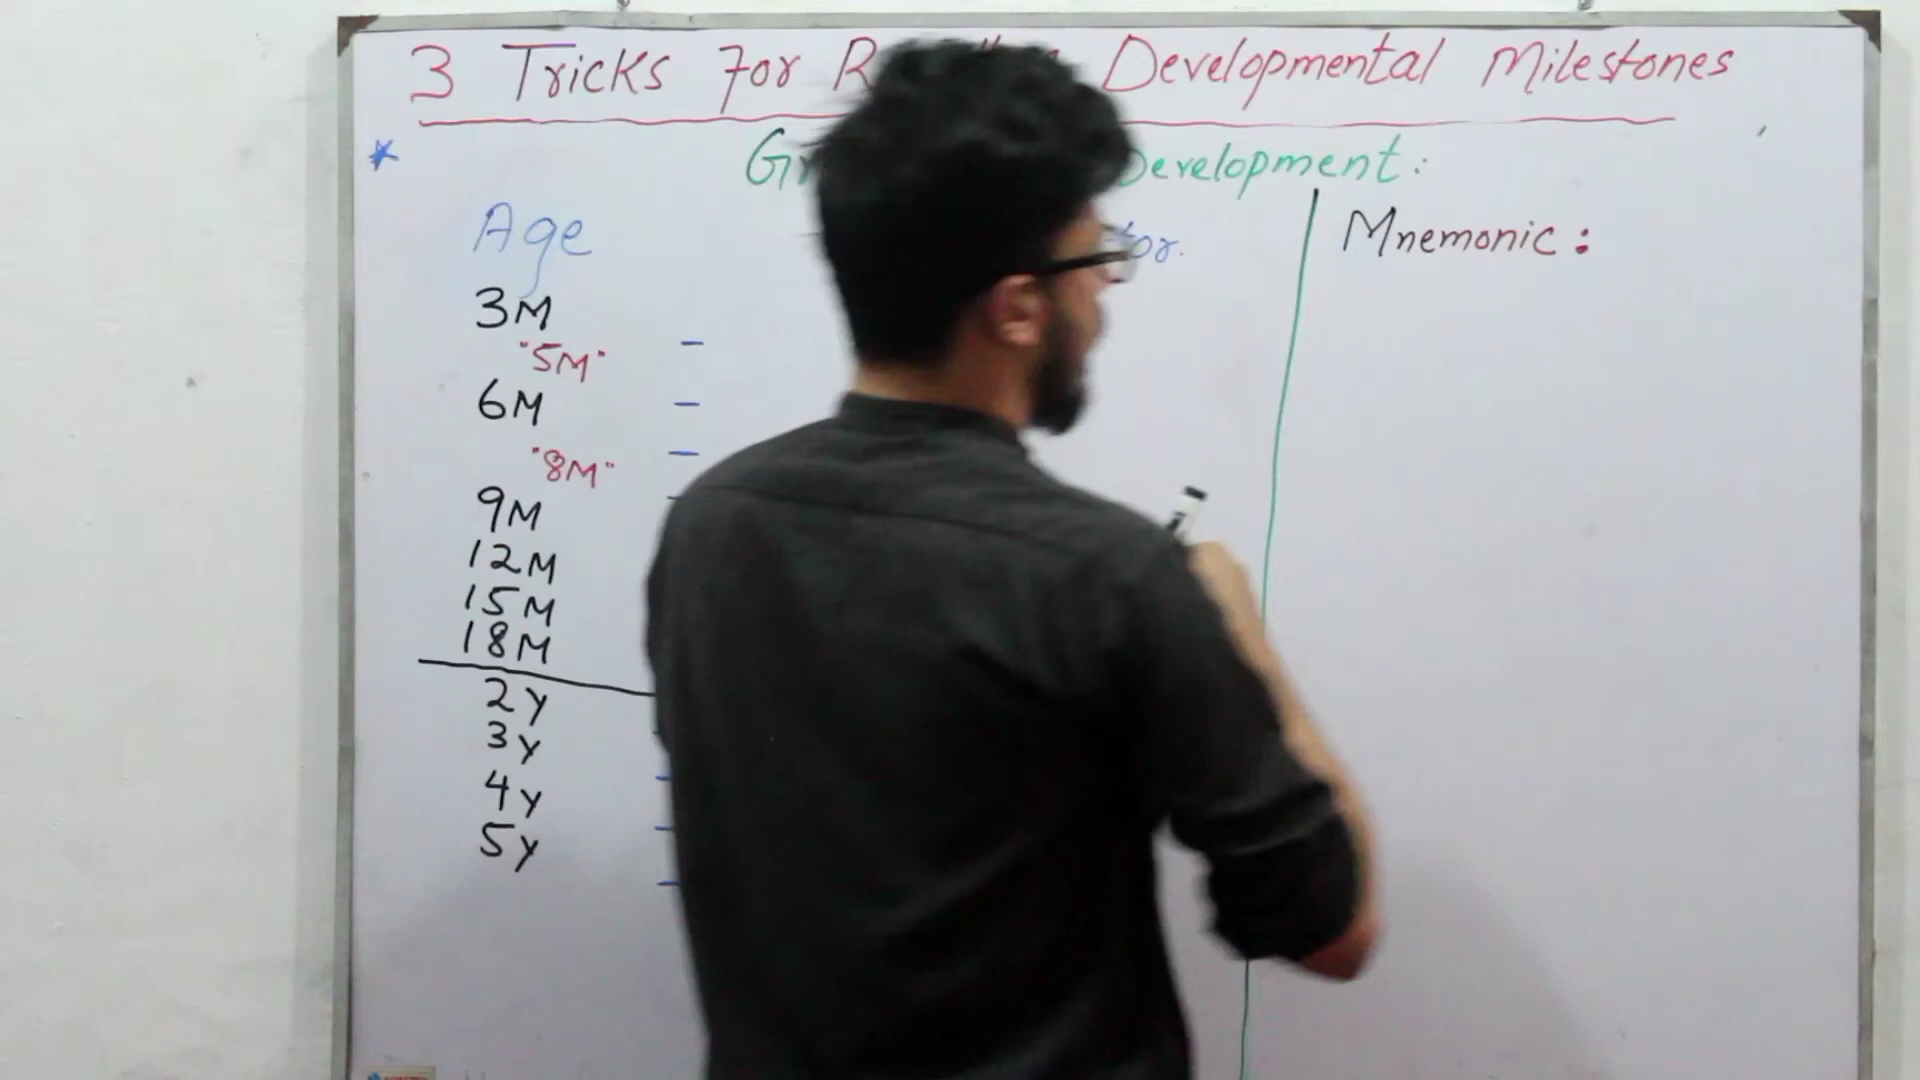 3 Tricks For Developmental Milestones
Development:
Age
Mnemonic:
3M
"5M"
6M
"8M"
9M
12M
15M
18M
2Y
3Y
4Y
5Y